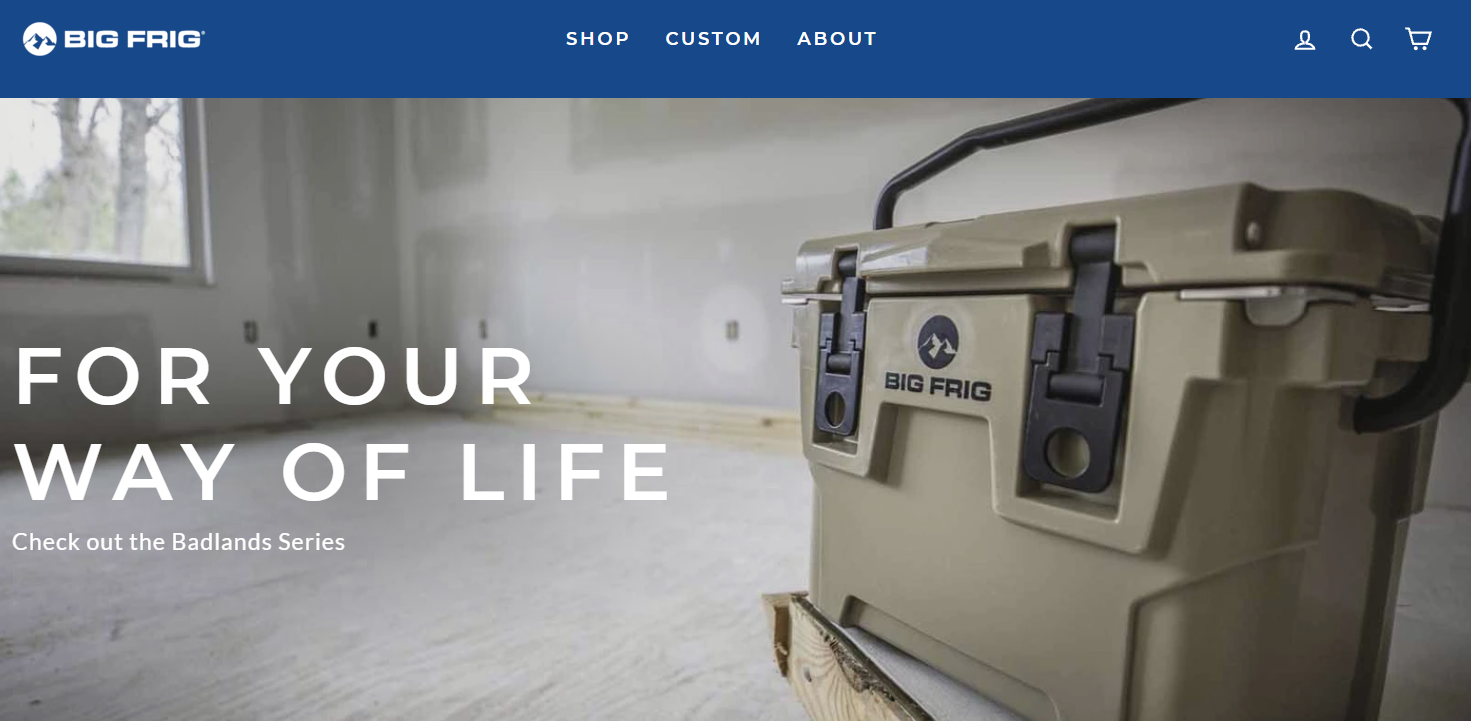 BIG FRIG®
SHOP CUSTOM ABOUT
FOR YOUR
WAY OF LIFE
Check out the Badlands Series
BIG FRIG